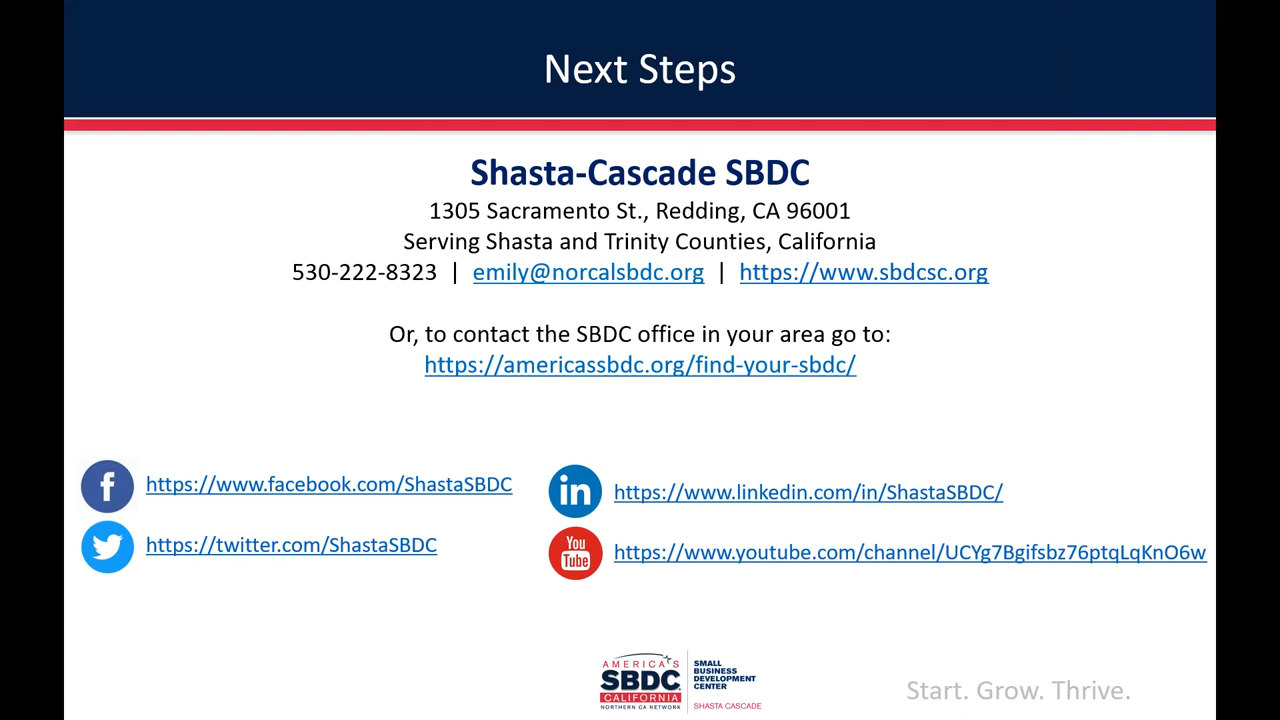 Next Steps
Shasta-Cascade SBDC
1305 Sacramento St., Redding, CA 96001
Serving Shasta and Trinity Counties, California
530-222-8323 | emily@norcalsbdc.org | https://www.sbdcsc.org
Or, to contact the SBDC office in your area go to:
https://americassbdc.org/find-your-sbdc/
f https://www.facebook.com/ShastaSBDC
in https://www.linkedin.com/in/ShastaSBDC/
https://twitter.com/ShastaSBDC
You
Tube
https://www.youtube.com/channel/UCYg7Bgifsbz76ptqLqKnO6w
AMERICA'S
SBDC
CALIFORNIA
NORTHERN CA NETWORK
SMALL
BUSINESS
DEVELOPMENT
CENTER
SHASTA CASCADE
Start. Grow. Thrive.